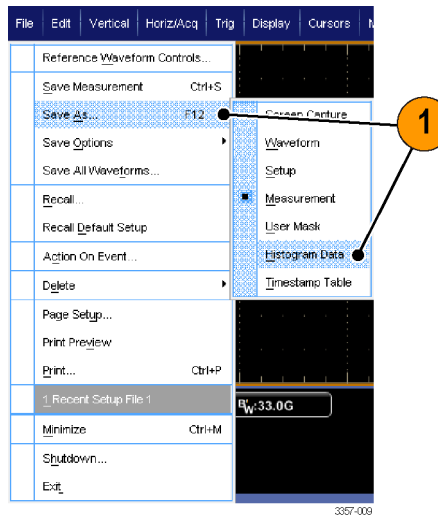 File Edit Vertical Horiz/Acq Trig Display Cursors
Reference Waveform Controls...
Save Measurement Ctrl+S
Save As... F12
Save Options
Save All Waveforms...
Recall...
Recall Default Setup
Action On Event...
Delete
Page Setup...
Print Preview
Print... Ctrl+P
1 Recent Setup File 1
Minimize Ctrl+M
Shutdown...
Exit
Screen Capture
Waveform
Setup
Measurement
User Mask
Histogram Data
Timestamp Table
1
BW:33.0G
3357-009